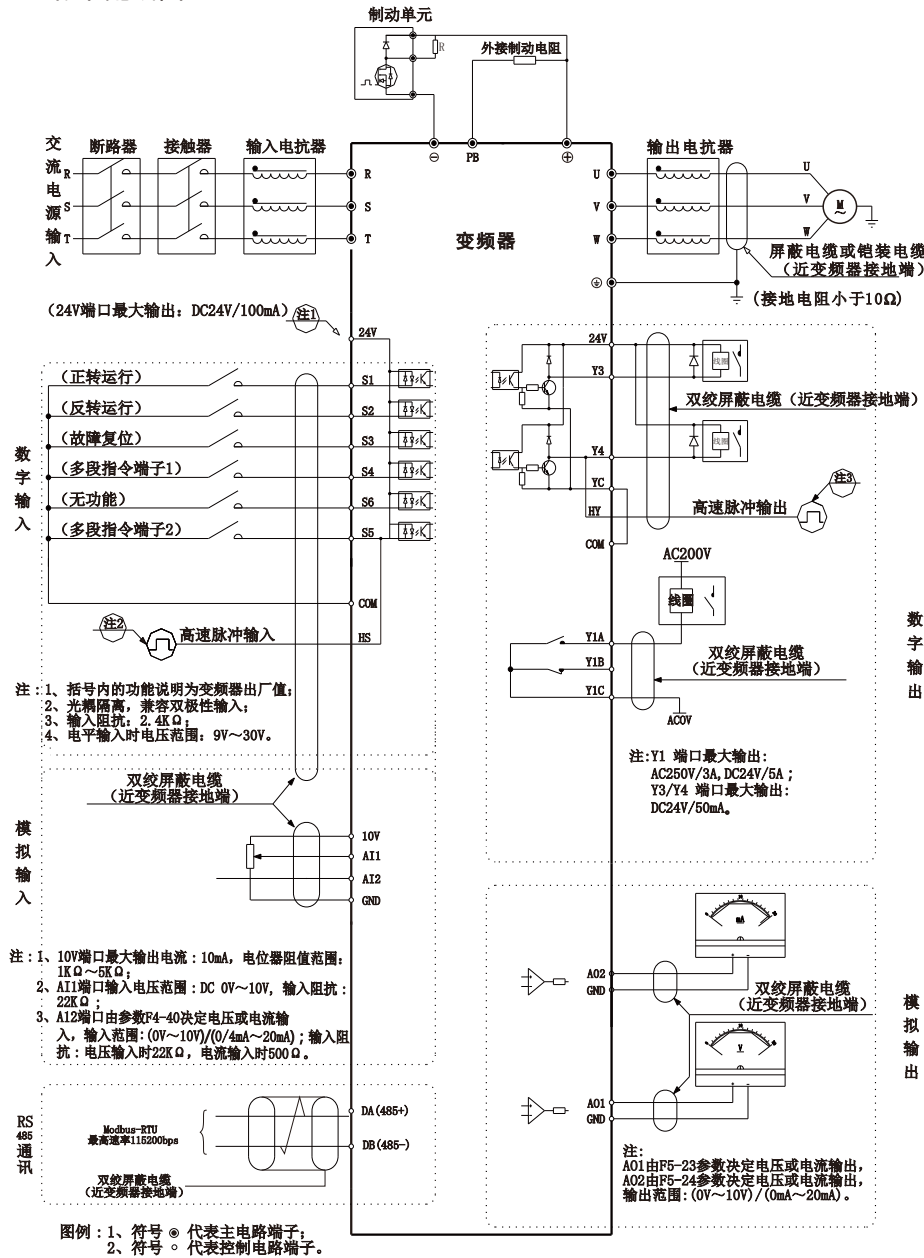 制动单元
R
外接制动电阻
⊖
PB
⊕
交流电源输入
断路器
接触器
输入电抗器
R
S
T
R
S
T
变频器
U
V
W
输出电抗器
U
V
W
M
~
屏蔽电缆或铠装电缆
（近变频器接地端）
(接地电阻小于10Ω)
（24V端口最大输出：DC24V/100mA）
注1
24V
数字输入
（正转运行）
S1
（反转运行）
S2
（故障复位）
S3
（多段指令端子1）
S4
（无功能）
S6
（多段指令端子2）
S5
COM
注2
高速脉冲输入
HS
注：1、括号内的功能说明为变频器出厂值；
2、光耦隔离，兼容双极性输入；
3、输入阻抗：2.4KΩ；
4、电平输入时电压范围：9V～30V。
双绞屏蔽电缆
（近变频器接地端）
模拟输入
10V
AI1
AI2
GND
注：1、10V端口最大输出电流：10mA，电位器阻值范围：
1KΩ～5KΩ；
2、AI1端口输入电压范围：DC 0V～10V, 输入阻抗：
22KΩ；
3、AI2端口由参数F4-40决定电压或电流输
入，输入范围：(0V～10V)/(0/4mA～20mA)；输入阻
抗：电压输入时22KΩ，电流输入时500Ω。
RS
485
通讯
Modbus-RTU
最高速率115200bps
双绞屏蔽电缆
（近变频器接地端）
DA(485+)
DB(485-)
图例：1、符号 ◉ 代表主电路端子；
2、符号 ○ 代表控制电路端子。
24V
Y3
线圈
双绞屏蔽电缆（近变频器接地端）
Y4
线圈
YC
HY
高速脉冲输出
注3
COM
AC200V
线圈
Y1A
Y1B
Y1C
双绞屏蔽电缆
（近变频器接地端）
AC0V
数字输出
注:Y1 端口最大输出:
AC250V/3A,DC24V/5A；
Y3/Y4 端口最大输出:
DC24V/50mA。
mA
AO2
GND
双绞屏蔽电缆
（近变频器接地端）
V
AO1
GND
模拟输出
注:
AO1由F5-23参数决定电压或电流输出，
AO2由F5-24参数决定电压或电流输出，
输出范围：(0V～10V)/(0mA～20mA)。